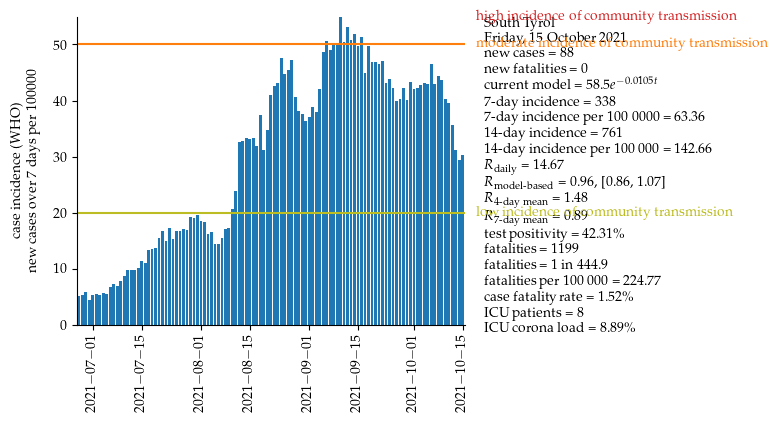 high incidence of community transmission
South Tyrol
Friday, 15 October 2021
moderate incidence of community transmission
new cases = 88
new fatalities = 0
current model = 58.5e^{−0.0105t}
7-day incidence = 338
7-day incidence per 100 0000 = 63.36
14-day incidence = 761
14-day incidence per 100 000 = 142.66
R_daily = 14.67
R_model-based = 0.96, [0.86, 1.07]
R_4-day mean = 1.48
low incidence of community transmission
R_7-day mean = 0.89
test positivity = 42.31%
fatalities = 1199
fatalities = 1 in 444.9
fatalities per 100 000 = 224.77
case fatality rate = 1.52%
ICU patients = 8
ICU corona load = 8.89%
case incidence (WHO)
new cases over 7 days per 100000
50
40
30
20
10
0
2021−07−01
2021−07−15
2021−08−01
2021−08−15
2021−09−01
2021−09−15
2021−10−01
2021−10−15